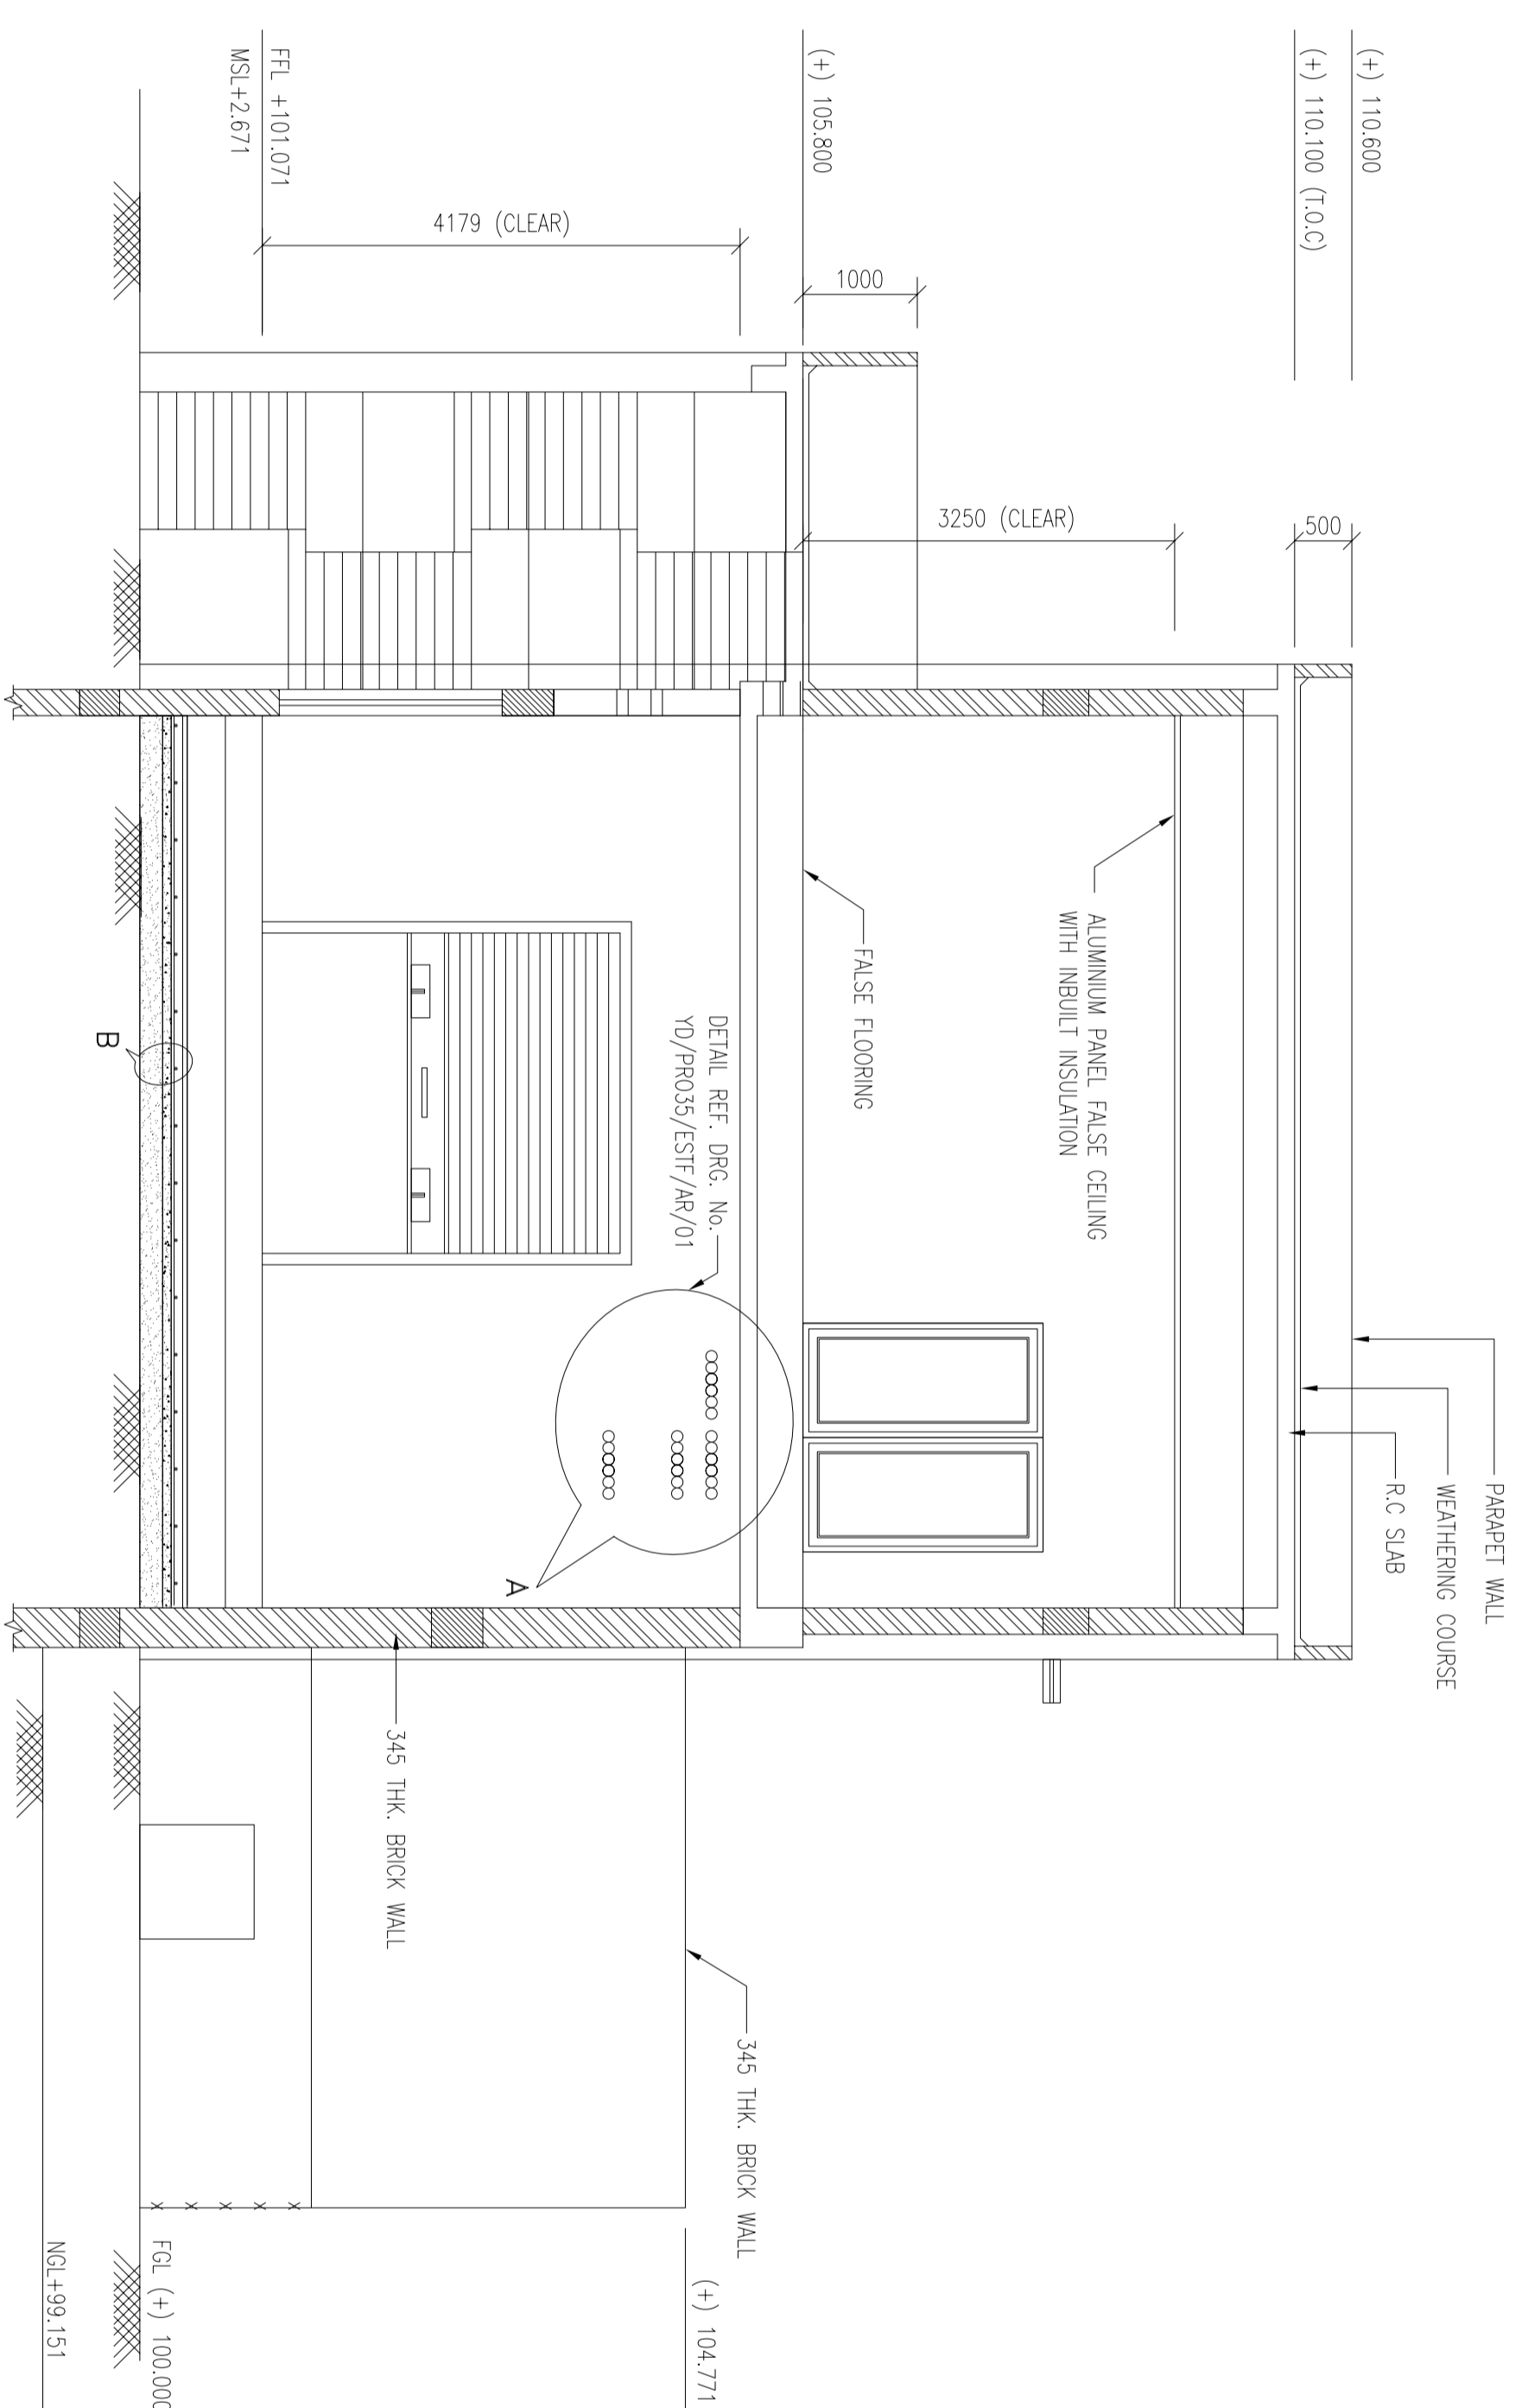 (+) 110.600
(+) 110.100 (T.O.C)
500
PARAPET WALL
WEATHERING COURSE
R.C SLAB
ALUMINIUM PANEL FALSE CEILING
WITH INBUILT INSULATION
3250 (CLEAR)
1000
(+) 105.800
FALSE FLOORING
DETAIL REF. DRG. No.
YD/PRO35/ESTF/AR/01
345 THK. BRICK WALL
(+) 104.771
4179 (CLEAR)
A
345 THK. BRICK WALL
FFL +101.071
MSL+2.671
X
X
X
X
X
FGL (+) 100.000
B
NGL+99.151